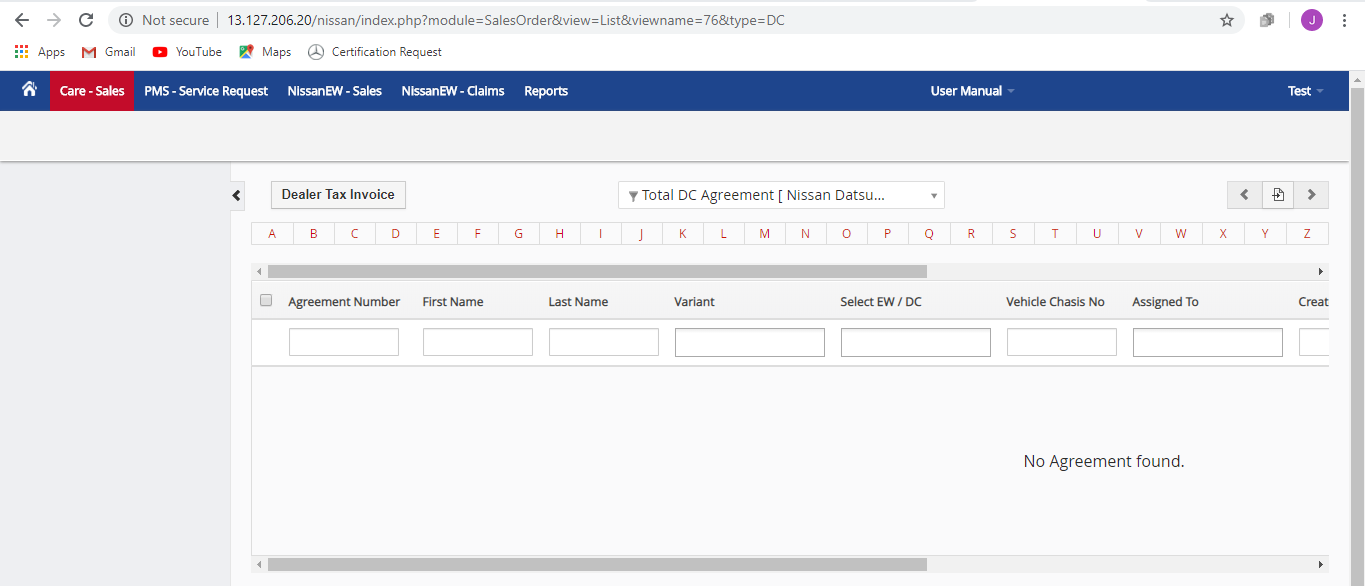 Not secure | 13.127.206.20/nissan/index.php?module=SalesOrder&view=List&viewname=76&type=DC J
Apps Gmail YouTube Maps Certification Request
Care - Sales PMS - Service Request NissanEW - Sales NissanEW - Claims Reports User Manual Test
Dealer Tax Invoice Total DC Agreement [ Nissan Datsu...
A B C D E F G H I J K L M N O P Q R S T U V W X Y Z
Agreement Number First Name Last Name Variant Select EW / DC Vehicle Chasis No Assigned To Creat
No Agreement found.